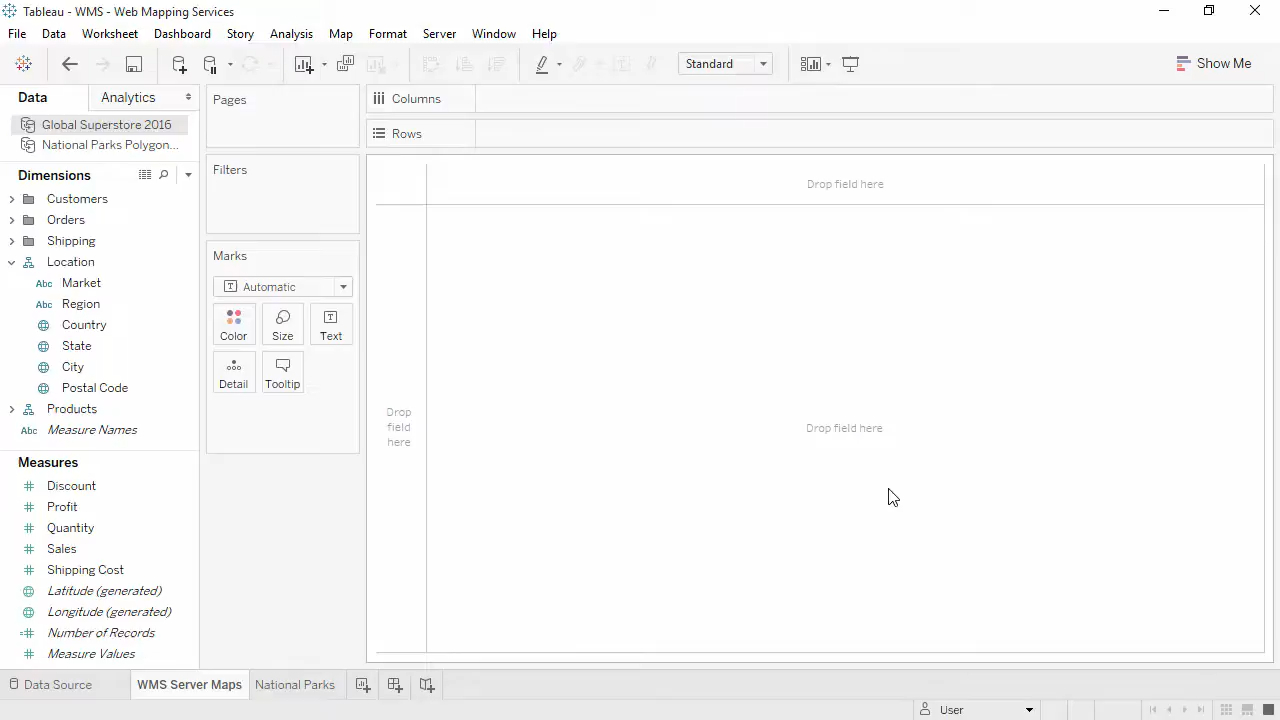 Tableau - WMS - Web Mapping Services
File Data Worksheet Dashboard Story Analysis Map Format Server Window Help
Standard
Show Me
Data Analytics
Global Superstore 2016
National Parks Polygon...
Dimensions
Customers
Orders
Shipping
Location
Abc Market
Abc Region
Country
State
City
Postal Code
Products
Abc Measure Names
Measures
Discount
Profit
Quantity
Sales
Shipping Cost
Latitude (generated)
Longitude (generated)
Number of Records
Measure Values
Pages
Filters
Marks
Automatic
Color Size Text
Detail Tooltip
Columns
Rows
Drop field here
Drop
field
here
Drop field here
Data Source WMS Server Maps National Parks
User